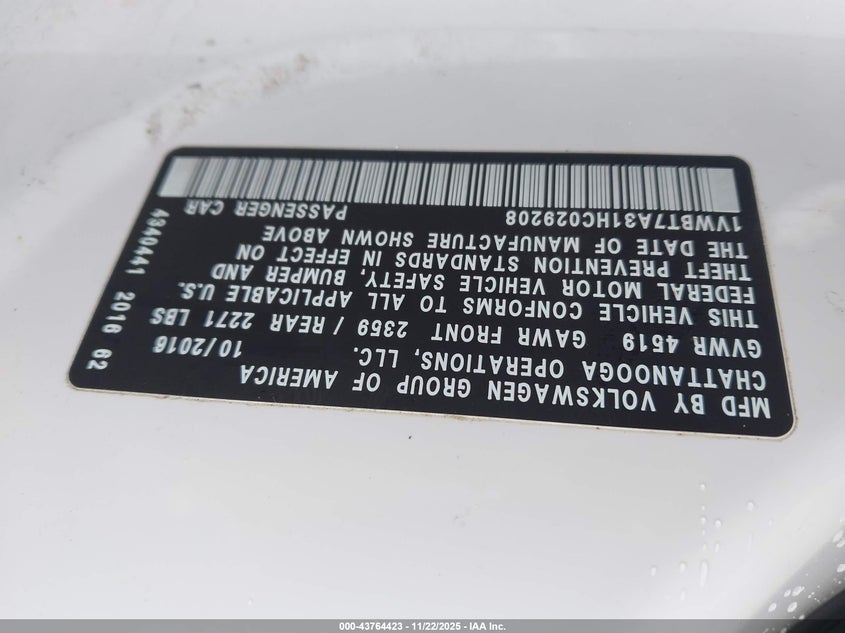 MFD BY VOLKSWAGEN GROUP OF AMERICA
CHATTANOOGA OPERATIONS, LLC. 10/2016
GVWR 4519 GAWR FRONT 2359 / REAR 2271 LBS
THIS VEHICLE CONFORMS TO ALL APPLICABLE U.S.
FEDERAL MOTOR VEHICLE SAFETY, BUMPER AND
THEFT PREVENTION STANDARDS IN EFFECT ON
THE DATE OF MANUFACTURE SHOWN ABOVE
1VWBT7A31HC029208 PASSENGER CAR
4340441 2016 62
000-43764423 - 11/22/2025 - IAA Inc.